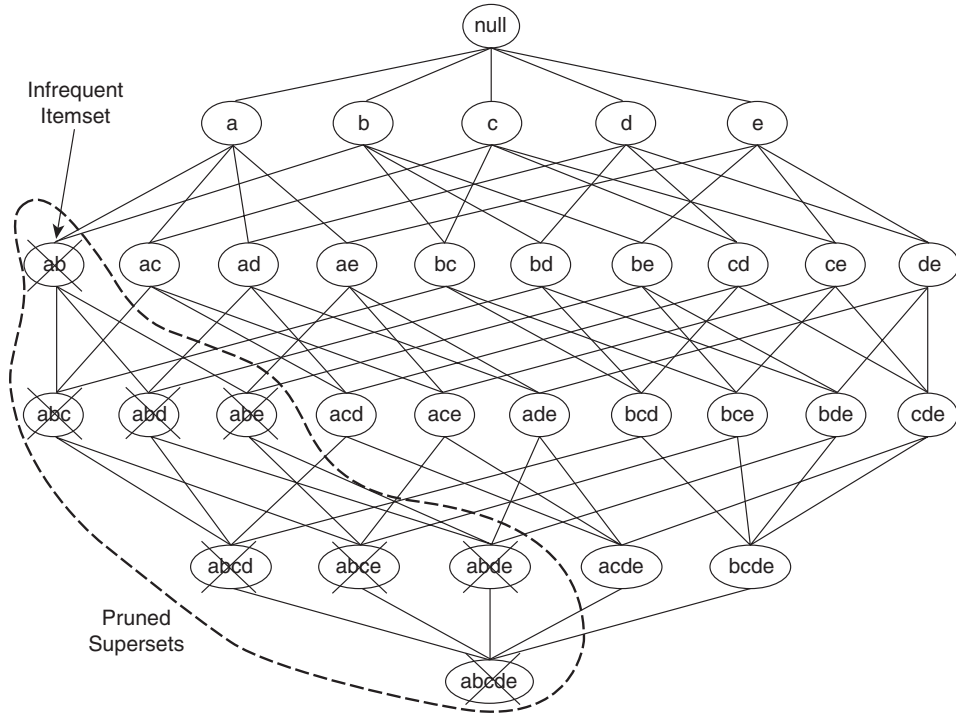 null
Infrequent
Itemset
a b c d e
ab ac ad ae bc bd be cd ce de
abc abd abe acd ace ade bcd bce bde cde
abcd abce abde acde bcde
Pruned
Supersets
abcde